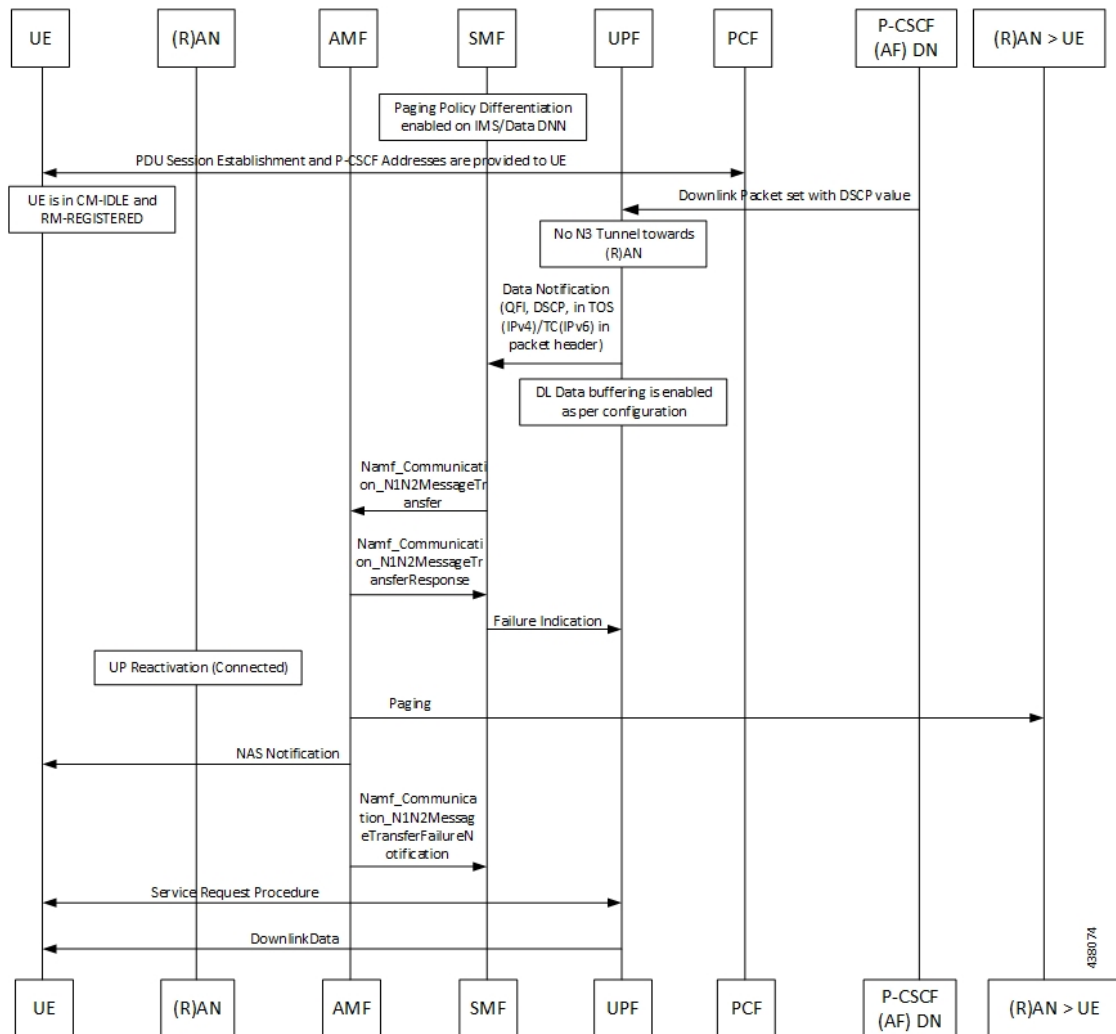 UE
(R)AN
AMF
SMF
UPF
PCF
P-CSCF
(AF) DN
(R)AN > UE
Paging Policy Differentiation
enabled on IMS/Data DNN
PDU Session Establishment and P-CSCF Addresses are provided to UE
UE is in CM-IDLE and
RM-REGISTERED
Downlink Packet set with DSCP value
No N3 Tunnel towards
(R)AN
Data Notification
(QFI, DSCP, in TOS
(IPv4)/TC(IPv6) in
packet header)
DL Data buffering is enabled
as per configuration
Namf_Communicati
on_N1N2MessageTr
ansfer
Namf_Communicati
on_N1N2MessageTr
ansferResponse
Failure Indication
UP Reactivation (Connected)
Paging
NAS Notification
Namf_Communica
tion_N1N2Messag
eTransferFailureN
otification
Service Request Procedure
DownlinkData
438074
UE
(R)AN
AMF
SMF
UPF
PCF
P-CSCF
(AF) DN
(R)AN > UE